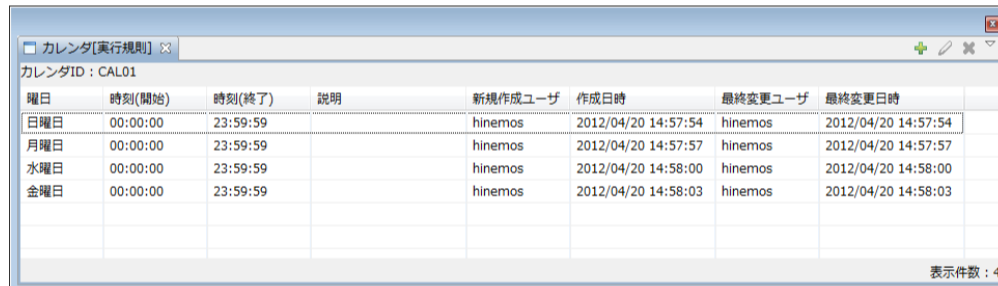 カレンダ[実行規則]
カレンダID : CAL01
曜日 時刻(開始) 時刻(終了) 説明 新規作成ユーザ 作成日時 最終変更ユーザ 最終変更日時
日曜日 00:00:00 23:59:59 hinemos 2012/04/20 14:57:54 hinemos 2012/04/20 14:57:54
月曜日 00:00:00 23:59:59 hinemos 2012/04/20 14:57:57 hinemos 2012/04/20 14:57:57
水曜日 00:00:00 23:59:59 hinemos 2012/04/20 14:58:00 hinemos 2012/04/20 14:58:00
金曜日 00:00:00 23:59:59 hinemos 2012/04/20 14:58:03 hinemos 2012/04/20 14:58:03
表示件数 : 4